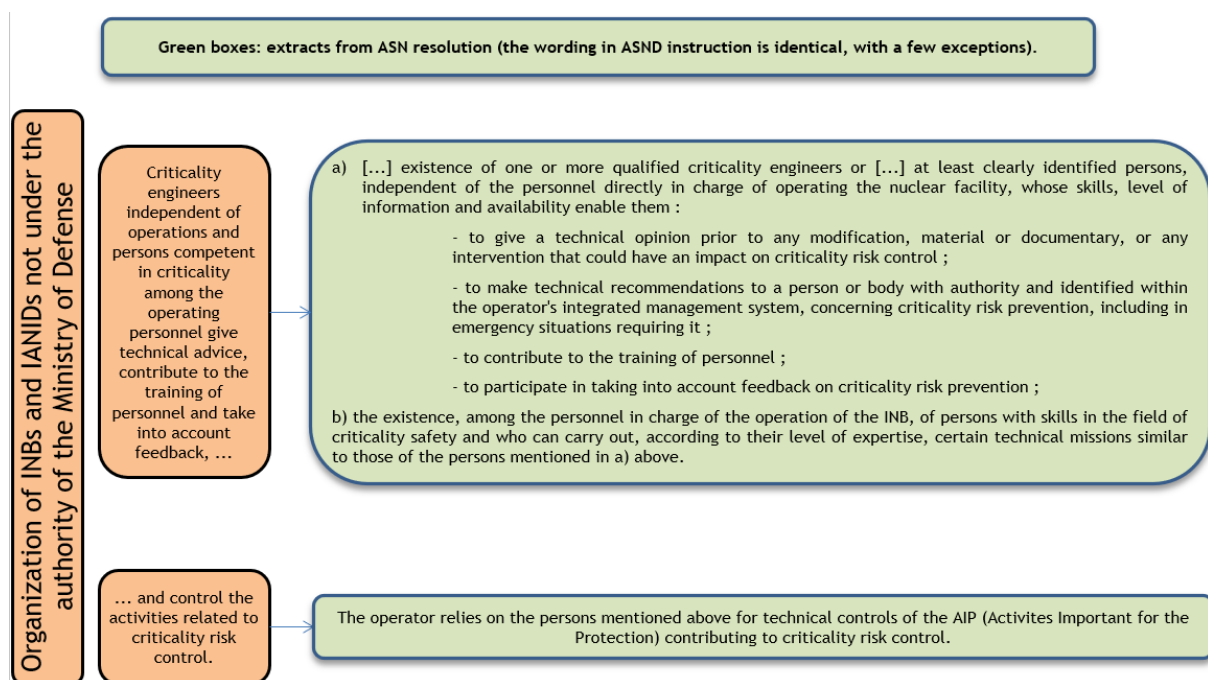 Green boxes: extracts from ASN resolution (the wording in ASND instruction is identical, with a few exceptions).
Organization of INBs and IANIDs not under the
authority of the Ministry of Defense
Criticality
engineers
independent of
operations and
persons competent
in criticality
among the
operating
personnel give
technical advice,
contribute to the
training of
personnel and take
into account
feedback, ...
a) [...] existence of one or more qualified criticality engineers or [...] at least clearly identified persons,
independent of the personnel directly in charge of operating the nuclear facility, whose skills, level of
information and availability enable them :
- to give a technical opinion prior to any modification, material or documentary, or any
intervention that could have an impact on criticality risk control ;
- to make technical recommendations to a person or body with authority and identified within
the operator's integrated management system, concerning criticality risk prevention, including in
emergency situations requiring it ;
- to contribute to the training of personnel ;
- to participate in taking into account feedback on criticality risk prevention ;
b) the existence, among the personnel in charge of the operation of the INB, of persons with skills in the field of
criticality safety and who can carry out, according to their level of expertise, certain technical missions similar
to those of the persons mentioned in a) above.
... and control the
activities related to
criticality risk
control.
The operator relies on the persons mentioned above for technical controls of the AIP (Activites Important for the
Protection) contributing to criticality risk control.